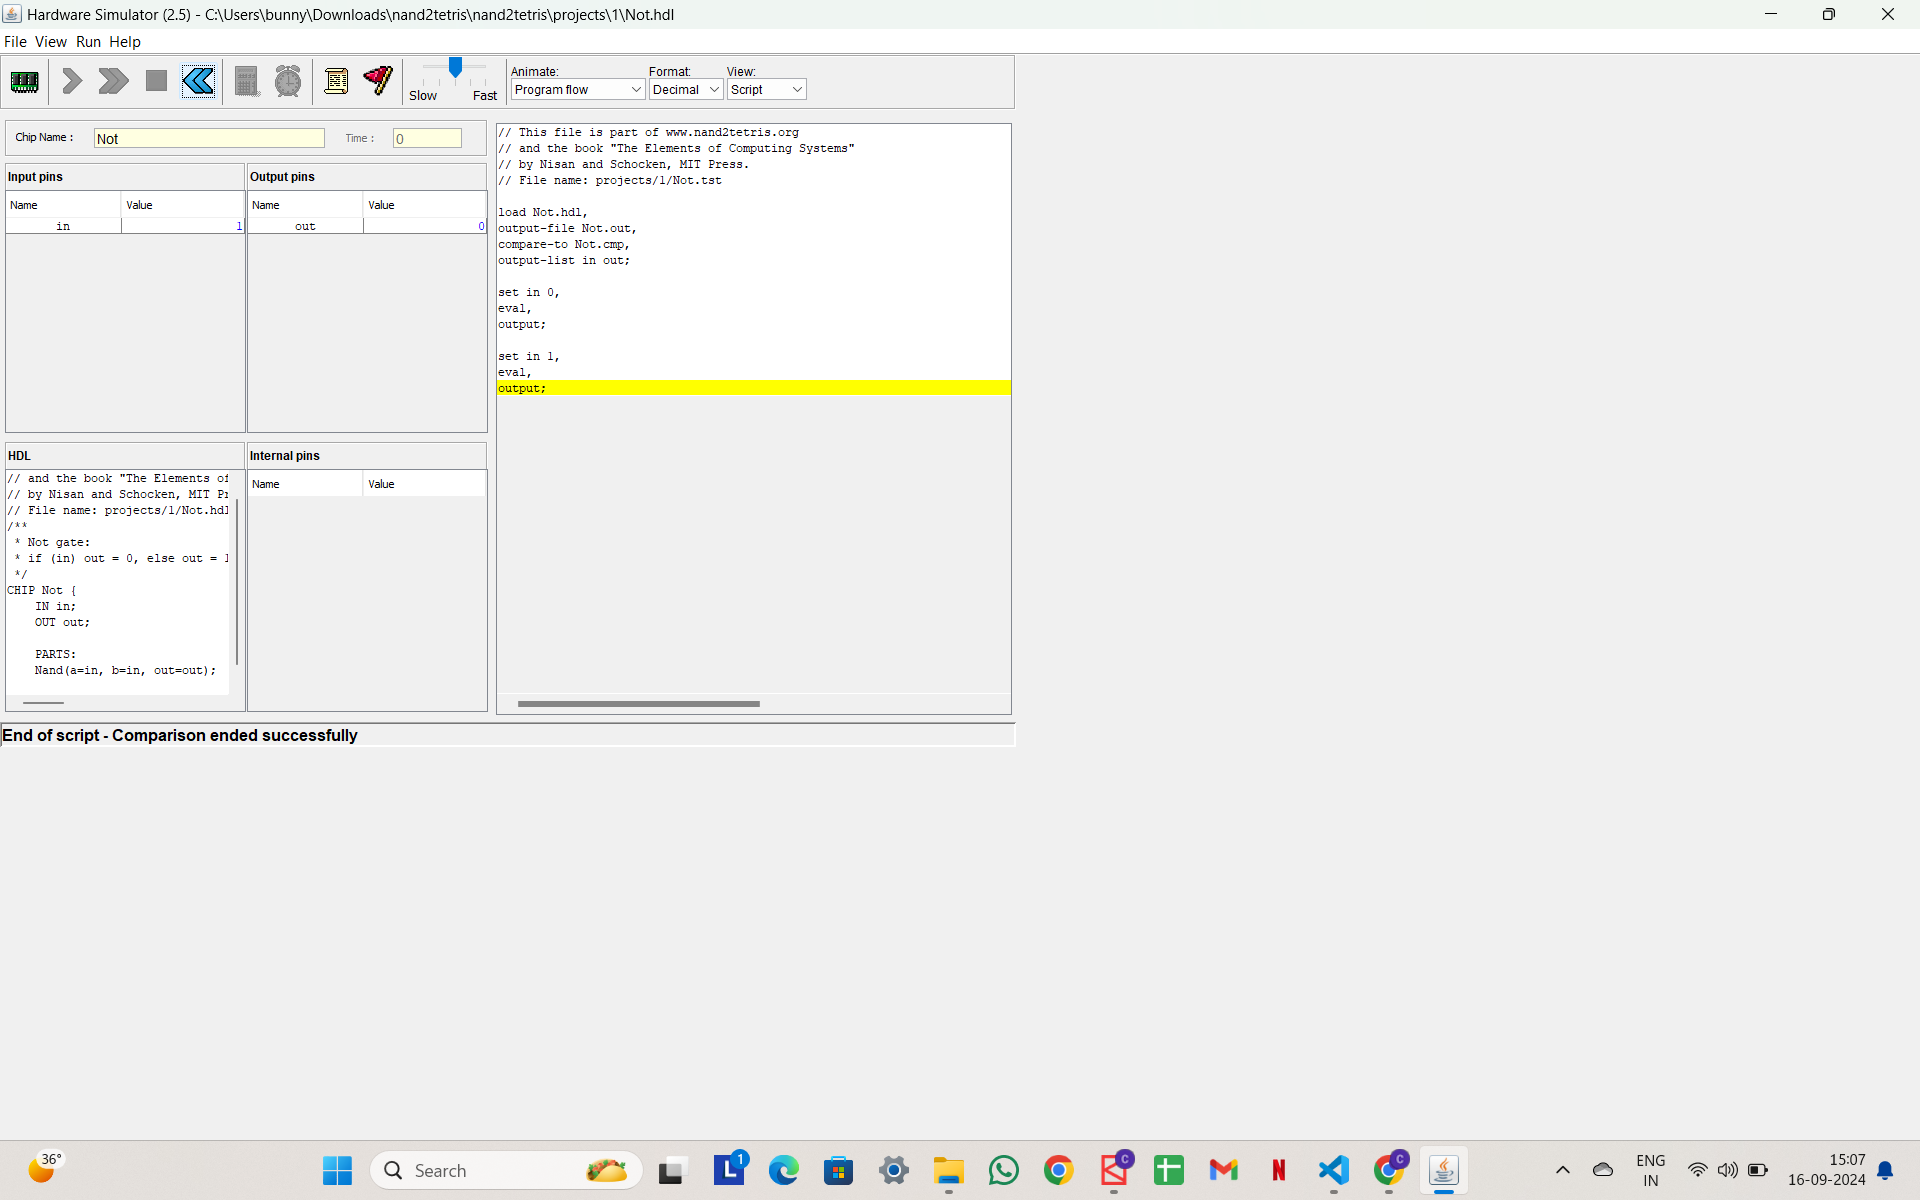 Hardware Simulator (2.5) - C:\Users\bunny\Downloads\nand2tetris\nand2tetris\projects\1\Not.hdl
File View Run Help
Slow Fast
Animate: Format: View:
Program flow Decimal Script
Chip Name : Not Time : 0
Input pins
Name Value
in 1
Output pins
Name Value
out 0
HDL
// and the book "The Elements of
// by Nisan and Schocken, MIT Pr
// File name: projects/1/Not.hdl
/**
* Not gate:
* if (in) out = 0, else out = 1
*/
CHIP Not {
IN in;
OUT out;
PARTS:
Nand(a=in, b=in, out=out);
Internal pins
Name Value
// This file is part of www.nand2tetris.org
// and the book "The Elements of Computing Systems"
// by Nisan and Schocken, MIT Press.
// File name: projects/1/Not.tst
load Not.hdl,
output-file Not.out,
compare-to Not.cmp,
output-list in out;
set in 0,
eval,
output;
set in 1,
eval,
output;
End of script - Comparison ended successfully
36°
Search
L 1
C
N
C
ENG
IN
15:07
16-09-2024